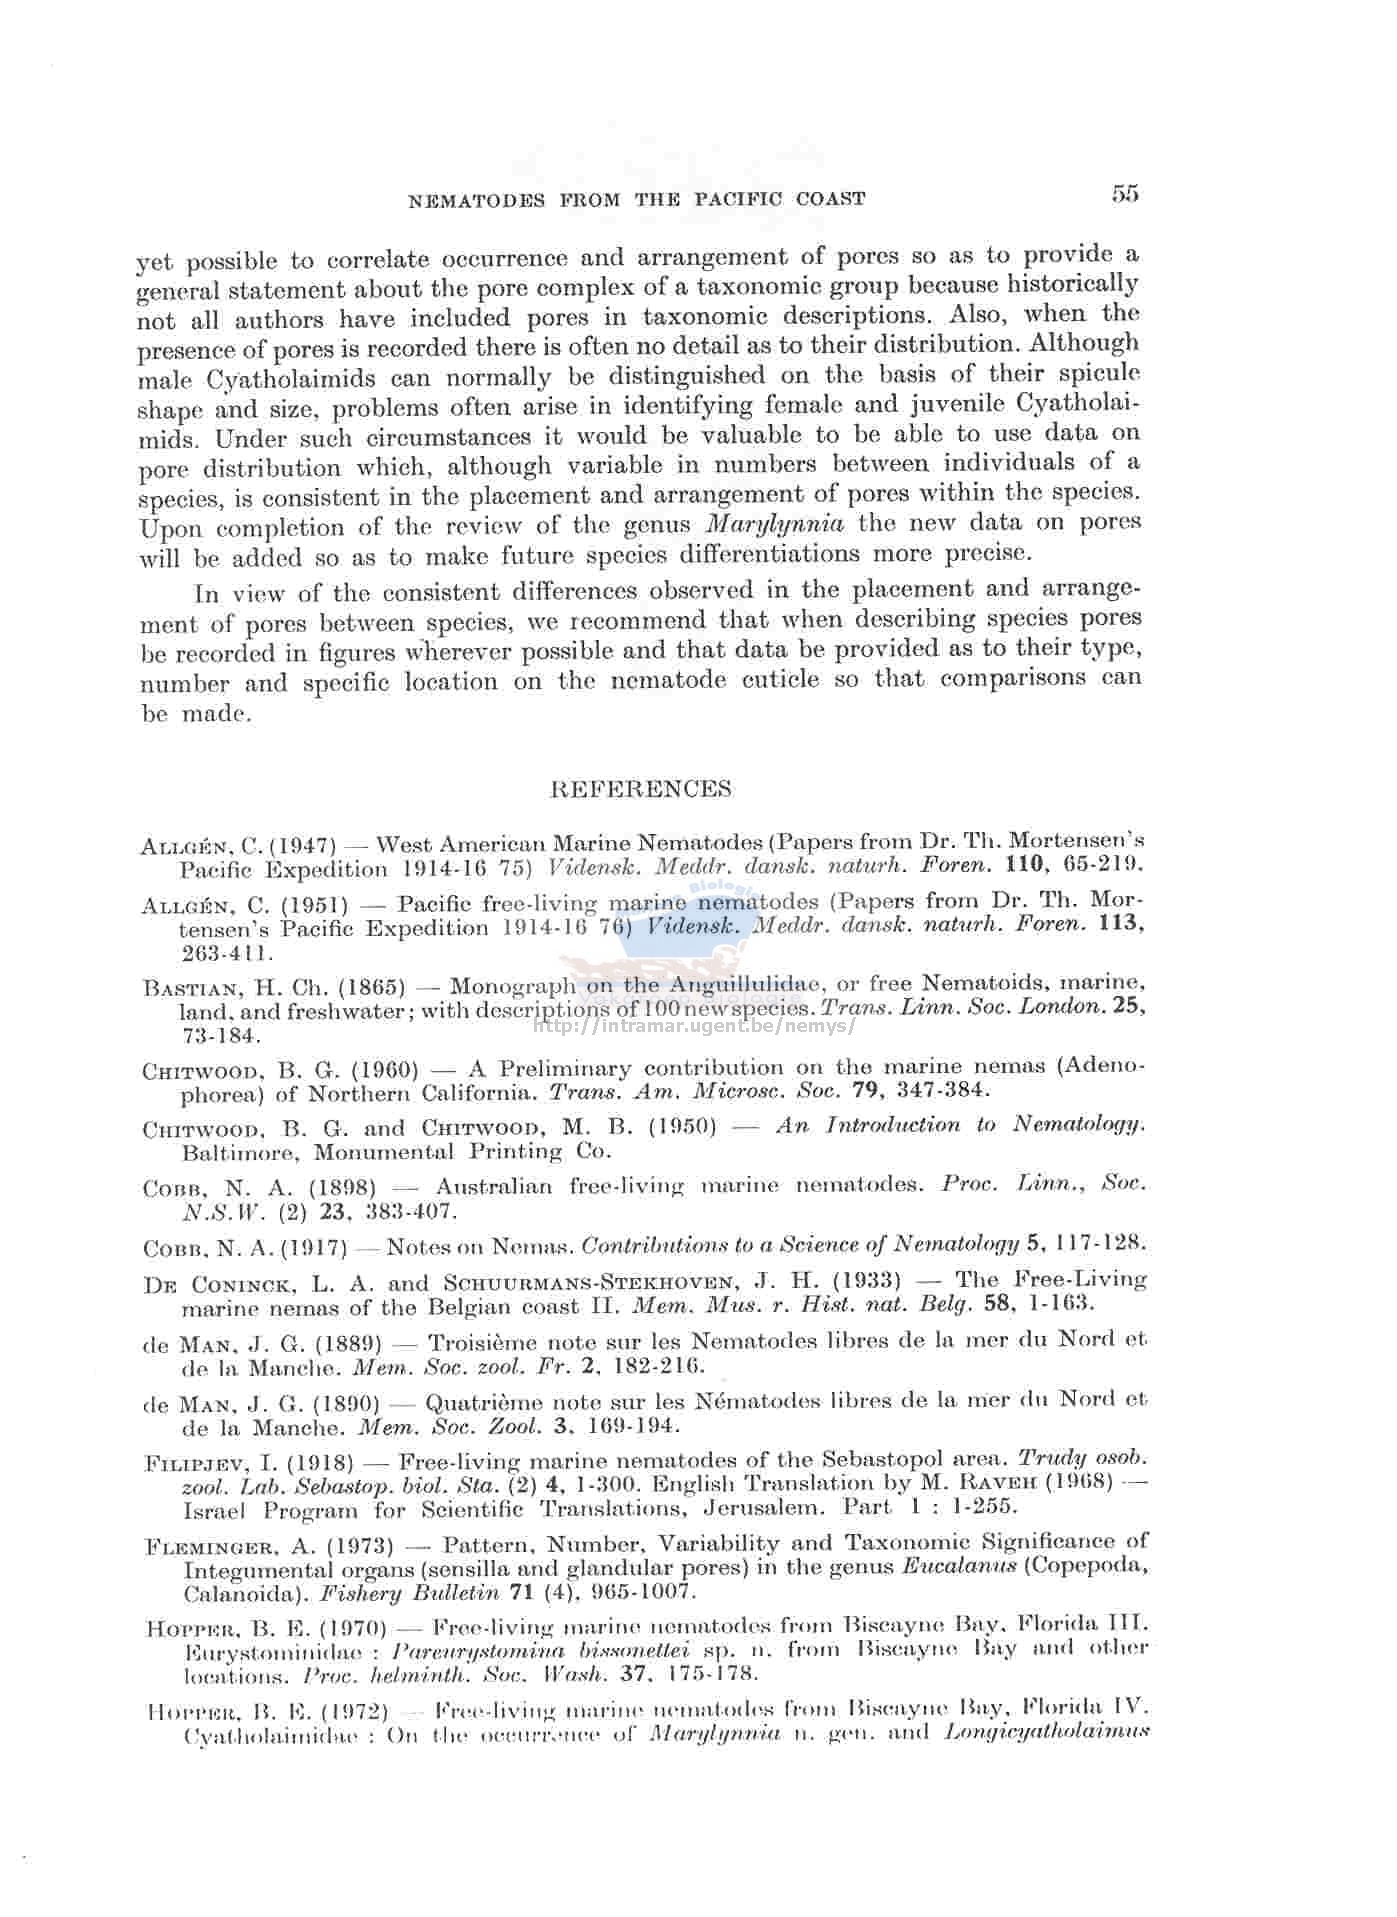 NEMATODES FROM THE PACIFIC COAST 55
yet possible to correlate occurrence and arrangement of pores so as to provide a
general statement about the pore complex of a taxonomic group because historically
not all authors have included pores in taxonomic descriptions. Also, when the
presence of pores is recorded there is often no detail as to their distribution. Although
male Cyatholaimids can normally be distinguished on the basis of their spicule
shape and size, problems often arise in identifying female and juvenile Cyatholai-
mids. Under such circumstances it would be valuable to be able to use data on
pore distribution which, although variable in numbers between individuals of a
species, is consistent in the placement and arrangement of pores within the species.
Upon completion of the review of the genus Marylynnia the new data on pores
will be added so as to make future species differentiations more precise.
In view of the consistent differences observed in the placement and arrange-
ment of pores between species, we recommend that when describing species pores
be recorded in figures wherever possible and that data be provided as to their type,
number and specific location on the nematode cuticle so that comparisons can
be made.
REFERENCES
ALLGÉN, C. (1947) — West American Marine Nematodes (Papers from Dr. Th. Mortensen's
Pacific Expedition 1914-16 75) Vidensk. Meddr. dansk. naturh. Foren. 110, 65-219.
ALLGÉN, C. (1951) — Pacific free-living marine nematodes (Papers from Dr. Th. Mor-
tensen's Pacific Expedition 1914-16 76) Vidensk. Meddr. dansk. naturh. Foren. 113,
263-411.
BASTIAN, H. Ch. (1865) — Monograph on the Anguillulidae, or free Nematoids, marine,
land, and freshwater; with descriptions of 100 new species. Trans. Linn. Soc. London. 25,
73-184.
CHITWOOD, B. G. (1960) — A Preliminary contribution on the marine nemas (Adeno-
phorea) of Northern California. Trans. Am. Microsc. Soc. 79, 347-384.
CHITWOOD, B. G. and CHITWOOD, M. B. (1950) — An Introduction to Nematology.
Baltimore, Monumental Printing Co.
COBB, N. A. (1898) — Australian free-living marine nematodes. Proc. Linn., Soc.
N.S.W. (2) 23, 383-407.
COBB, N. A. (1917) — Notes on Nemas. Contributions to a Science of Nematology 5, 117-128.
DE CONINCK, L. A. and SCHUURMANS-STEKHOVEN, J. H. (1933) — The Free-Living
marine nemas of the Belgian coast II. Mem. Mus. r. Hist. nat. Belg. 58, 1-163.
de MAN, J. G. (1889) — Troisième note sur les Nematodes libres de la mer du Nord et
de la Manche. Mem. Soc. zool. Fr. 2, 182-216.
de MAN, J. G. (1890) — Quatrième note sur les Nématodes libres de la mer du Nord et
de la Manche. Mem. Soc. Zool. 3, 169-194.
FILIPJEV, I. (1918) — Free-living marine nematodes of the Sebastopol area. Trudy osob.
zool. Lab. Sebastop. biol. Sta. (2) 4, 1-300. English Translation by M. RAVEH (1968) —
Israel Program for Scientific Translations, Jerusalem. Part 1 : 1-255.
FLEMINGER, A. (1973) — Pattern, Number, Variability and Taxonomic Significance of
Integumental organs (sensilla and glandular pores) in the genus Eucalanus (Copepoda,
Calanoida). Fishery Bulletin 71 (4), 965-1007.
HOPPER, B. E. (1970) — Free-living marine nematodes from Biscayne Bay, Florida III.
Eurystominidae : Pareurystomina bissonettei sp. n. from Biscayne Bay and other
locations. Proc. helminth. Soc. Wash. 37, 175-178.
HOPPER, B. E. (1972) — Free-living marine nematodes from Biscayne Bay, Florida IV.
Cyatholaimidae : On the occurrence of Marylynnia n. gen. and Longicyatholaimus
Biologie
Vakgroep Biologie
http://intramar.ugent.be/nemys/